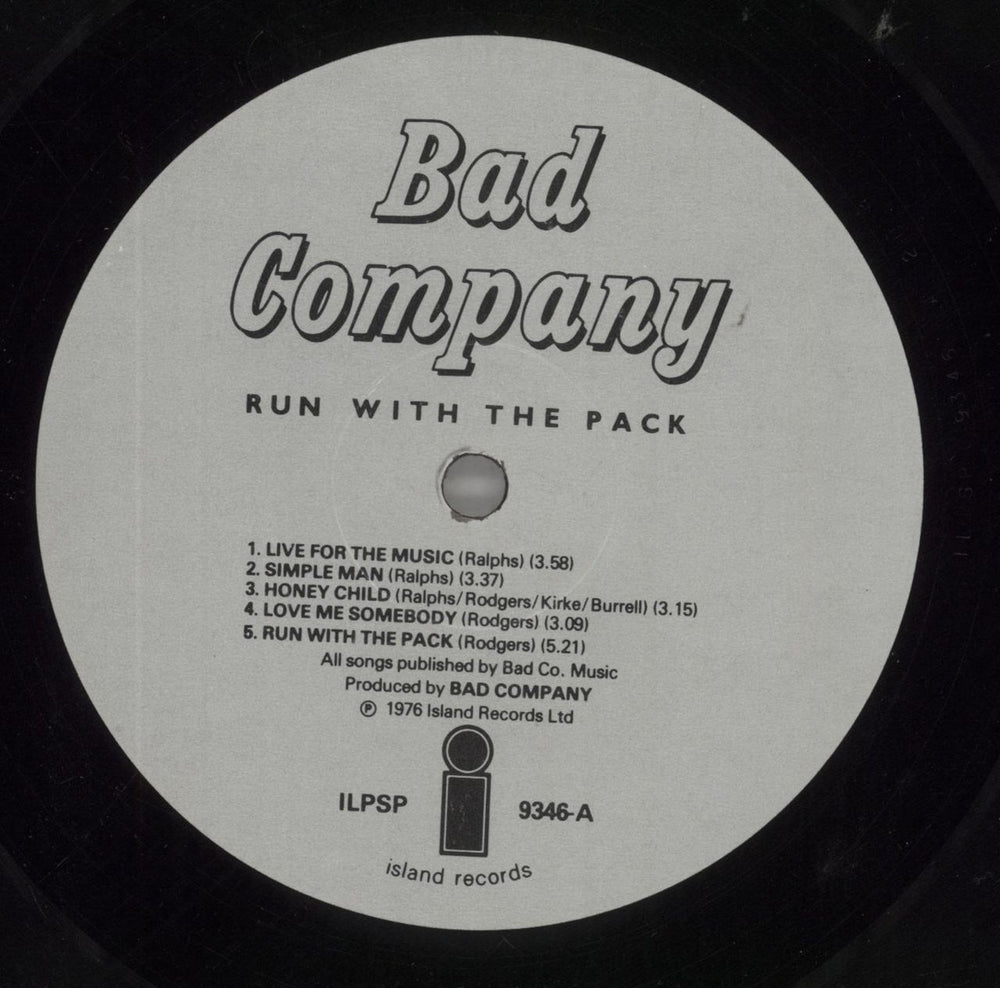 Bad
Company
RUN WITH THE PACK
1. LIVE FOR THE MUSIC (Ralphs) (3.58)
2. SIMPLE MAN (Ralphs) (3.37)
3. HONEY CHILD (Ralphs/Rodgers/Kirke/Burrell) (3.15)
4. LOVE ME SOMEBODY (Rodgers) (3.09)
5. RUN WITH THE PACK (Rodgers) (5.21)
All songs published by Bad Co. Music
Produced by BAD COMPANY
℗ 1976 Island Records Ltd
ILPSP 9346-A
island records